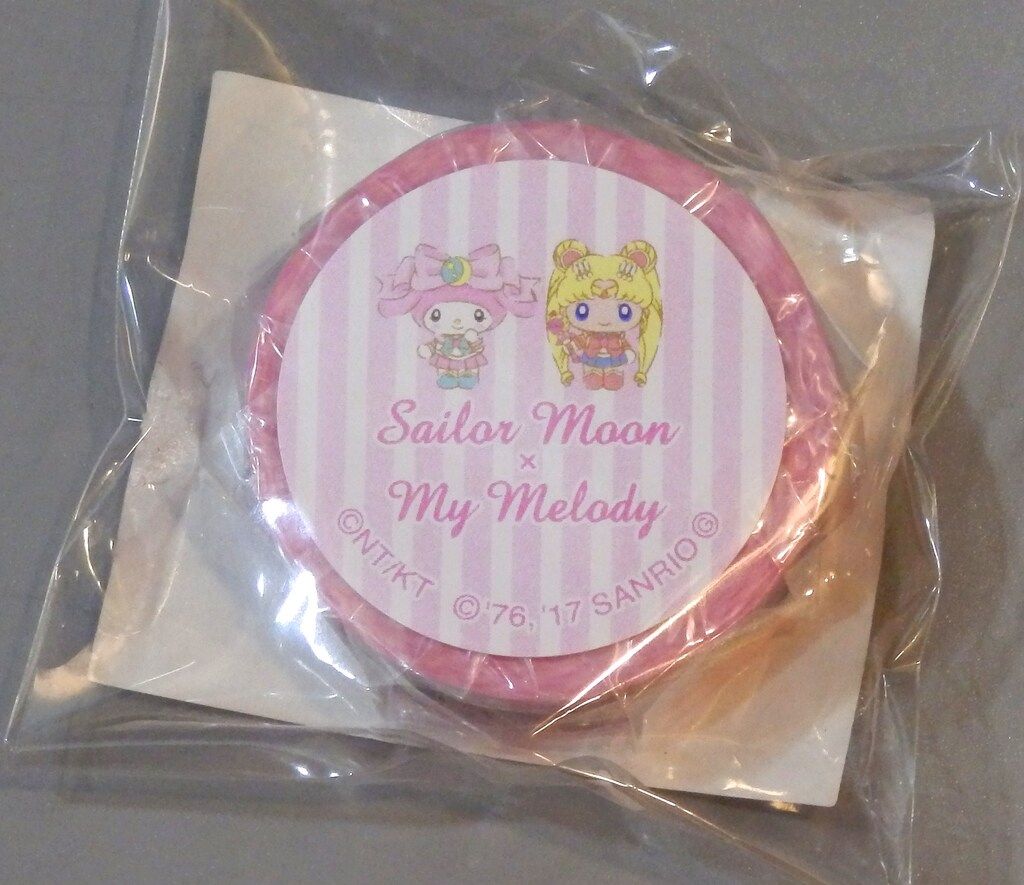 Sailor Moon
×
My Melody
©NT/KT
©'76,'17 SANRIO Ⓖ